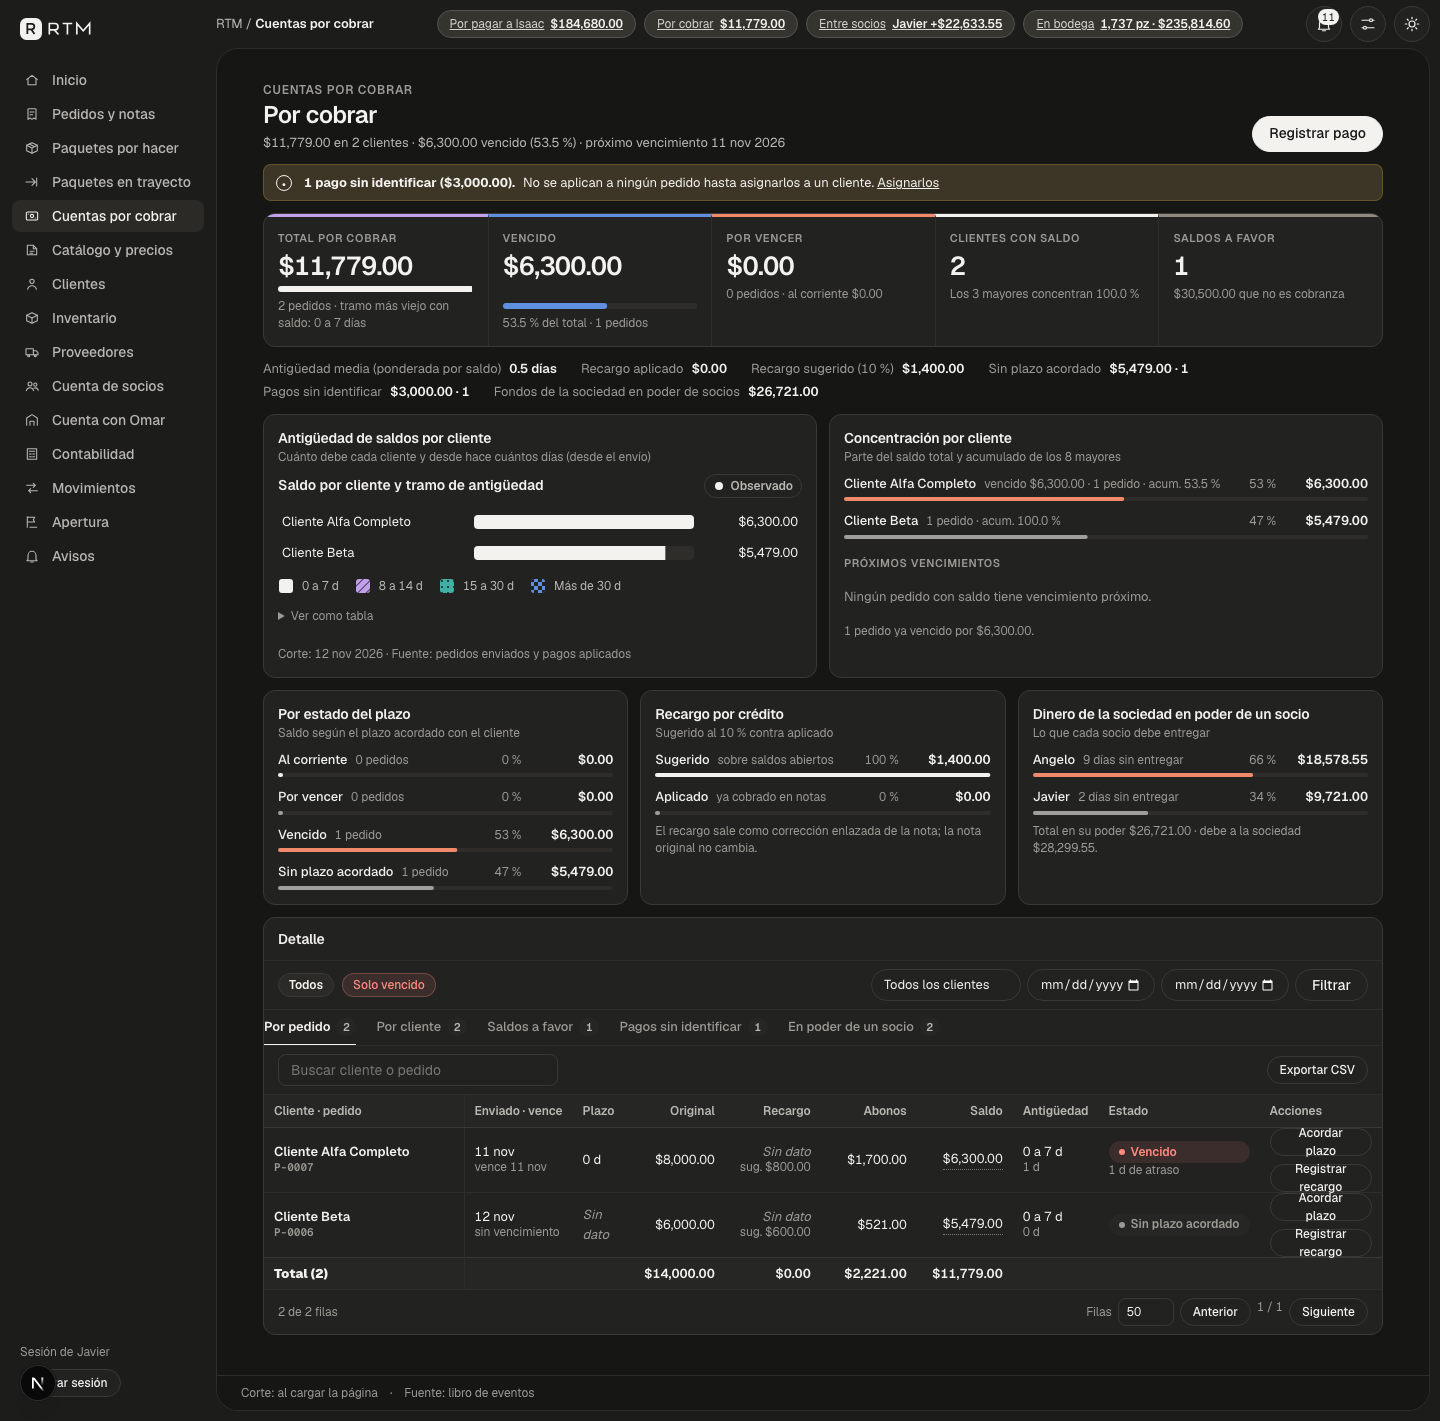 R RTM
RTM / Cuentas por cobrar
Por pagar a Isaac $184,680.00
Por cobrar $11,779.00
Entre socios Javier +$22,633.55
En bodega 1,737 pz · $235,814.60
11
Inicio
Pedidos y notas
Paquetes por hacer
Paquetes en trayecto
Cuentas por cobrar
Catálogo y precios
Clientes
Inventario
Proveedores
Cuenta de socios
Cuenta con Omar
Contabilidad
Movimientos
Apertura
Avisos
Sesión de Javier
N ar sesión
CUENTAS POR COBRAR
Por cobrar
$11,779.00 en 2 clientes · $6,300.00 vencido (53.5 %) · próximo vencimiento 11 nov 2026
Registrar pago
1 pago sin identificar ($3,000.00). No se aplican a ningún pedido hasta asignarlos a un cliente. Asignarlos
TOTAL POR COBRAR
$11,779.00
2 pedidos · tramo más viejo con
saldo: 0 a 7 días
VENCIDO
$6,300.00
53.5 % del total · 1 pedidos
POR VENCER
$0.00
0 pedidos · al corriente $0.00
CLIENTES CON SALDO
2
Los 3 mayores concentran 100.0 %
SALDOS A FAVOR
1
$30,500.00 que no es cobranza
Antigüedad media (ponderada por saldo) 0.5 días Recargo aplicado $0.00 Recargo sugerido (10 %) $1,400.00 Sin plazo acordado $5,479.00 · 1
Pagos sin identificar $3,000.00 · 1 Fondos de la sociedad en poder de socios $26,721.00
Antigüedad de saldos por cliente
Cuánto debe cada cliente y desde hace cuántos días (desde el envío)
Saldo por cliente y tramo de antigüedad
Observado
Cliente Alfa Completo $6,300.00
Cliente Beta $5,479.00
0 a 7 d 8 a 14 d 15 a 30 d Más de 30 d
Ver como tabla
Corte: 12 nov 2026 · Fuente: pedidos enviados y pagos aplicados
Concentración por cliente
Parte del saldo total y acumulado de los 8 mayores
Cliente Alfa Completo vencido $6,300.00 · 1 pedido · acum. 53.5 % 53 % $6,300.00
Cliente Beta 1 pedido · acum. 100.0 % 47 % $5,479.00
PRÓXIMOS VENCIMIENTOS
Ningún pedido con saldo tiene vencimiento próximo.
1 pedido ya vencido por $6,300.00.
Por estado del plazo
Saldo según el plazo acordado con el cliente
Al corriente 0 pedidos 0 % $0.00
Por vencer 0 pedidos 0 % $0.00
Vencido 1 pedido 53 % $6,300.00
Sin plazo acordado 1 pedido 47 % $5,479.00
Recargo por crédito
Sugerido al 10 % contra aplicado
Sugerido sobre saldos abiertos 100 % $1,400.00
Aplicado ya cobrado en notas 0 % $0.00
El recargo sale como corrección enlazada de la nota; la nota
original no cambia.
Dinero de la sociedad en poder de un socio
Lo que cada socio debe entregar
Angelo 9 días sin entregar 66 % $18,578.55
Javier 2 días sin entregar 34 % $9,721.00
Total en su poder $26,721.00 · debe a la sociedad
$28,299.55.
Detalle
Todos Solo vencido
Todos los clientes mm/dd/yyyy mm/dd/yyyy Filtrar
Por pedido 2 Por cliente 2 Saldos a favor 1 Pagos sin identificar 1 En poder de un socio 2
Buscar cliente o pedido
Exportar CSV
Cliente · pedido Enviado · vence Plazo Original Recargo Abonos Saldo Antigüedad Estado Acciones
Cliente Alfa Completo
P-0007
11 nov
vence 11 nov
0 d
$8,000.00
Sin dato
sug. $800.00
$1,700.00
$6,300.00
0 a 7 d
1 d
Vencido
1 d de atraso
Acordar
plazo
Registrar
recargo
Cliente Beta
P-0006
12 nov
sin vencimiento
Sin
dato
$6,000.00
Sin dato
sug. $600.00
$521.00
$5,479.00
0 a 7 d
0 d
Sin plazo acordado
Acordar
plazo
Registrar
recargo
Total (2) $14,000.00 $0.00 $2,221.00 $11,779.00
2 de 2 filas
Filas 50 Anterior 1 / 1 Siguiente
Corte: al cargar la página · Fuente: libro de eventos